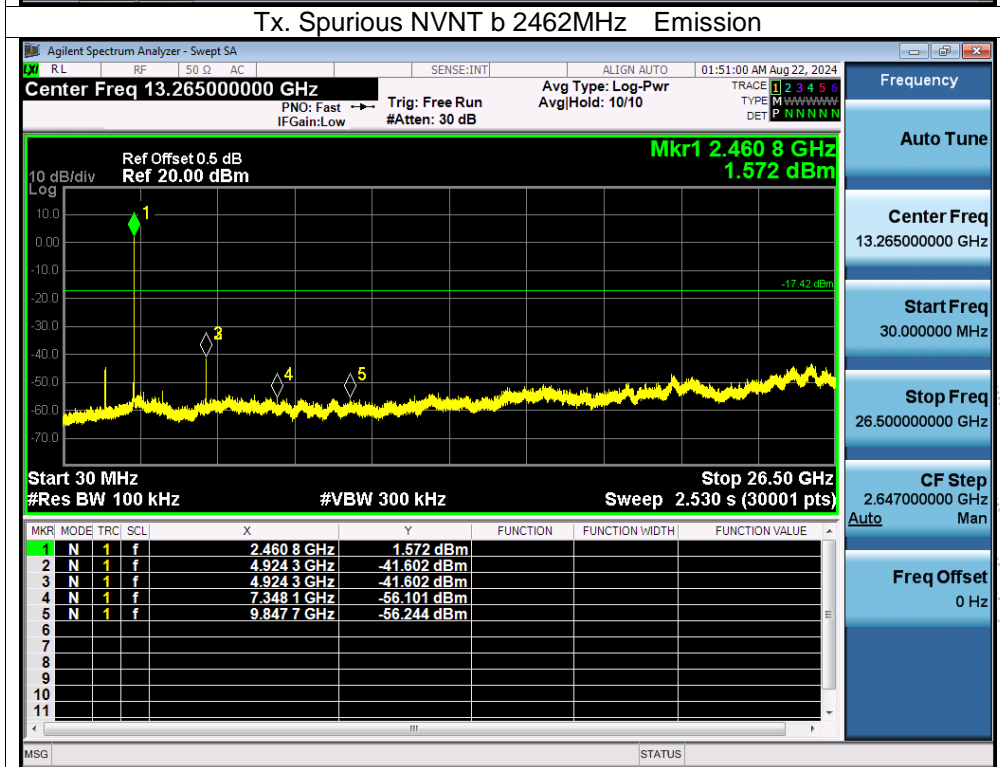 Tx. Spurious NVNT b 2462MHz Emission
Agilent Spectrum Analyzer - Swept SA
LXI RL RF 50 Ω AC SENSE:INT ALIGN AUTO 01:51:00 AM Aug 22, 2024
Center Freq 13.265000000 GHz
PNO: Fast
IFGain:Low
Trig: Free Run
#Atten: 30 dB
Avg Type: Log-Pwr
Avg|Hold: 10/10
TRACE 1 2 3 4 5 6
TYPE M W W W W W
DET P N N N N N
Mkr1 2.460 8 GHz
1.572 dBm
Ref Offset 0.5 dB
10 dB/div Ref 20.00 dBm
Log
10.0
0.00
-10.0
-20.0
-30.0
-40.0
-50.0
-60.0
-70.0
1
3
4
5
-17.42 dBm
Start 30 MHz Stop 26.50 GHz
#Res BW 100 kHz #VBW 300 kHz Sweep 2.530 s (30001 pts)
MKR MODE TRC SCL X Y FUNCTION FUNCTION WIDTH FUNCTION VALUE
1 N 1 f 2.460 8 GHz 1.572 dBm
2 N 1 f 4.924 3 GHz -41.602 dBm
3 N 1 f 4.924 3 GHz -41.602 dBm
4 N 1 f 7.348 1 GHz -56.101 dBm
5 N 1 f 9.847 7 GHz -56.244 dBm
6
7
8
9
10
11
MSG STATUS
Frequency
Auto Tune
Center Freq
13.265000000 GHz
Start Freq
30.000000 MHz
Stop Freq
26.500000000 GHz
CF Step
2.647000000 GHz
Auto Man
Freq Offset
0 Hz